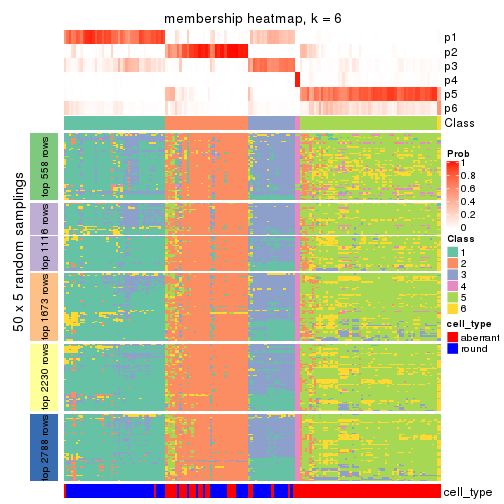 membership heatmap, k = 6
p1
p2
p3
p4
p5
p6
Class
50 x 5 random samplings
top 558 rows
top 1116 rows
top 1673 rows
top 2230 rows
top 2788 rows
cell_type
Prob
1
0.8
0.6
0.4
0.2
0
Class
1
2
3
4
5
6
cell_type
aberrant
round